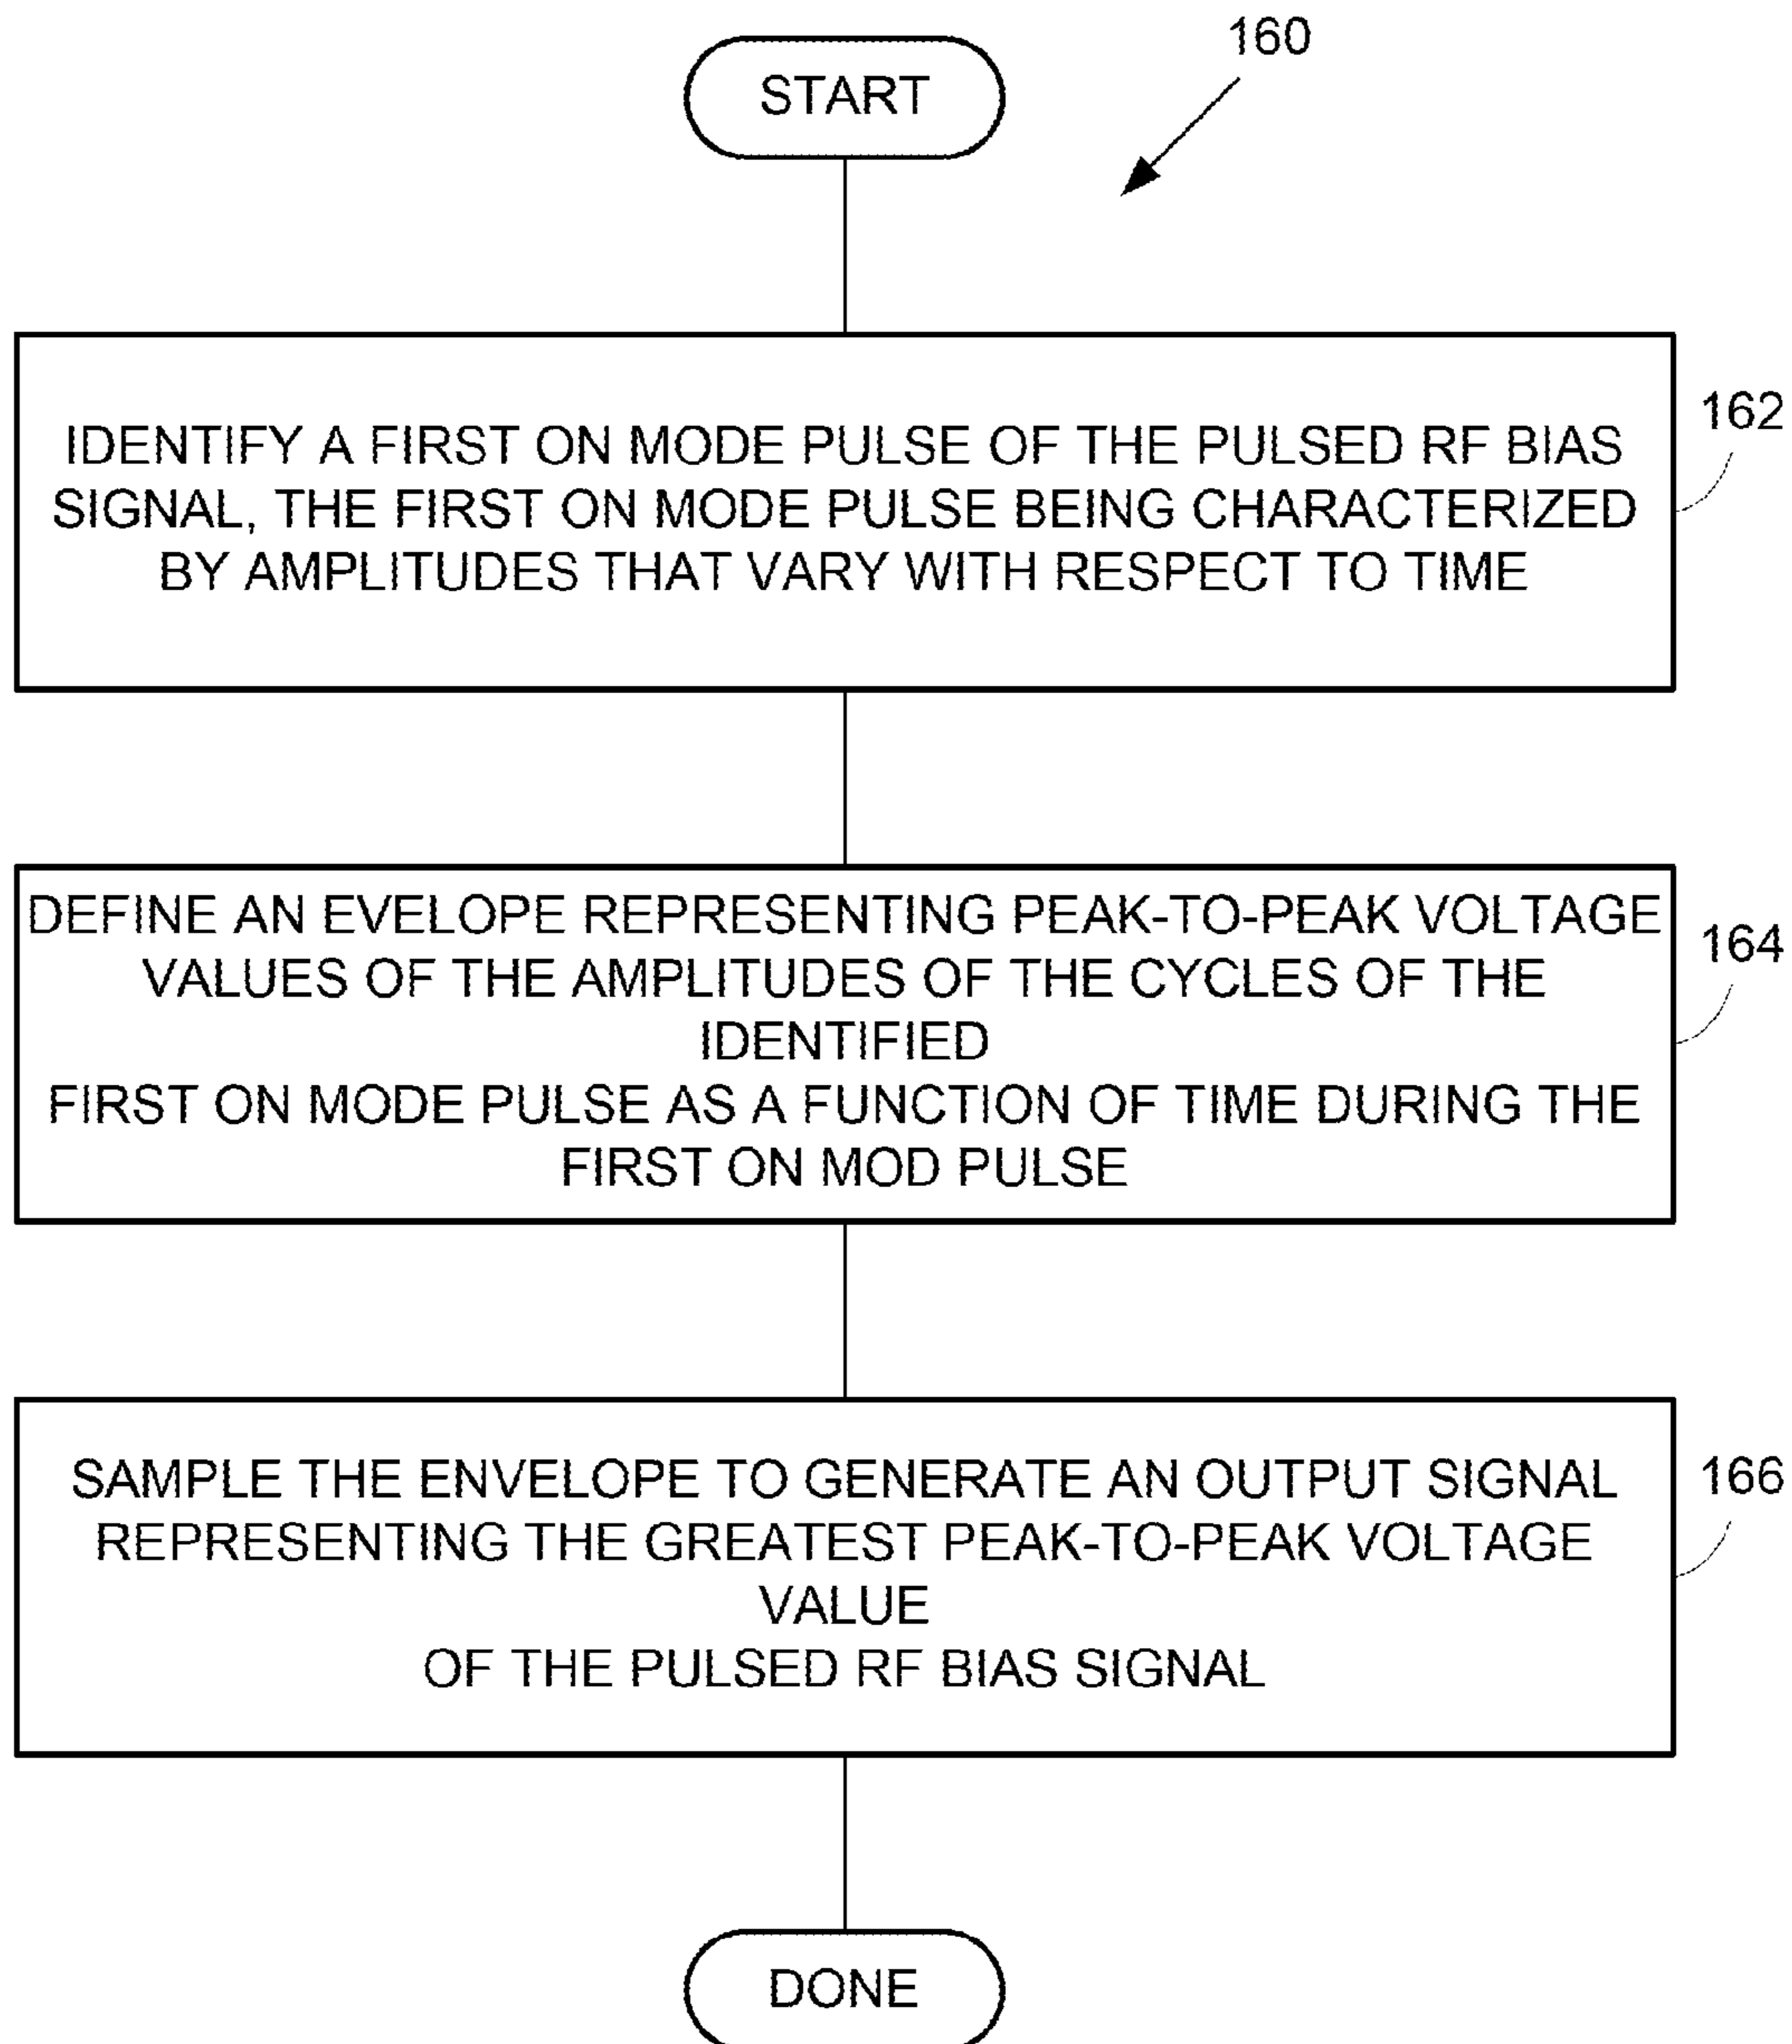 160
START
IDENTIFY A FIRST ON MODE PULSE OF THE PULSED RF BIAS
SIGNAL, THE FIRST ON MODE PULSE BEING CHARACTERIZED
BY AMPLITUDES THAT VARY WITH RESPECT TO TIME
162
DEFINE AN EVELOPE REPRESENTING PEAK-TO-PEAK VOLTAGE
VALUES OF THE AMPLITUDES OF THE CYCLES OF THE
IDENTIFIED
FIRST ON MODE PULSE AS A FUNCTION OF TIME DURING THE
FIRST ON MOD PULSE
164
SAMPLE THE ENVELOPE TO GENERATE AN OUTPUT SIGNAL
REPRESENTING THE GREATEST PEAK-TO-PEAK VOLTAGE
VALUE
OF THE PULSED RF BIAS SIGNAL
166
DONE